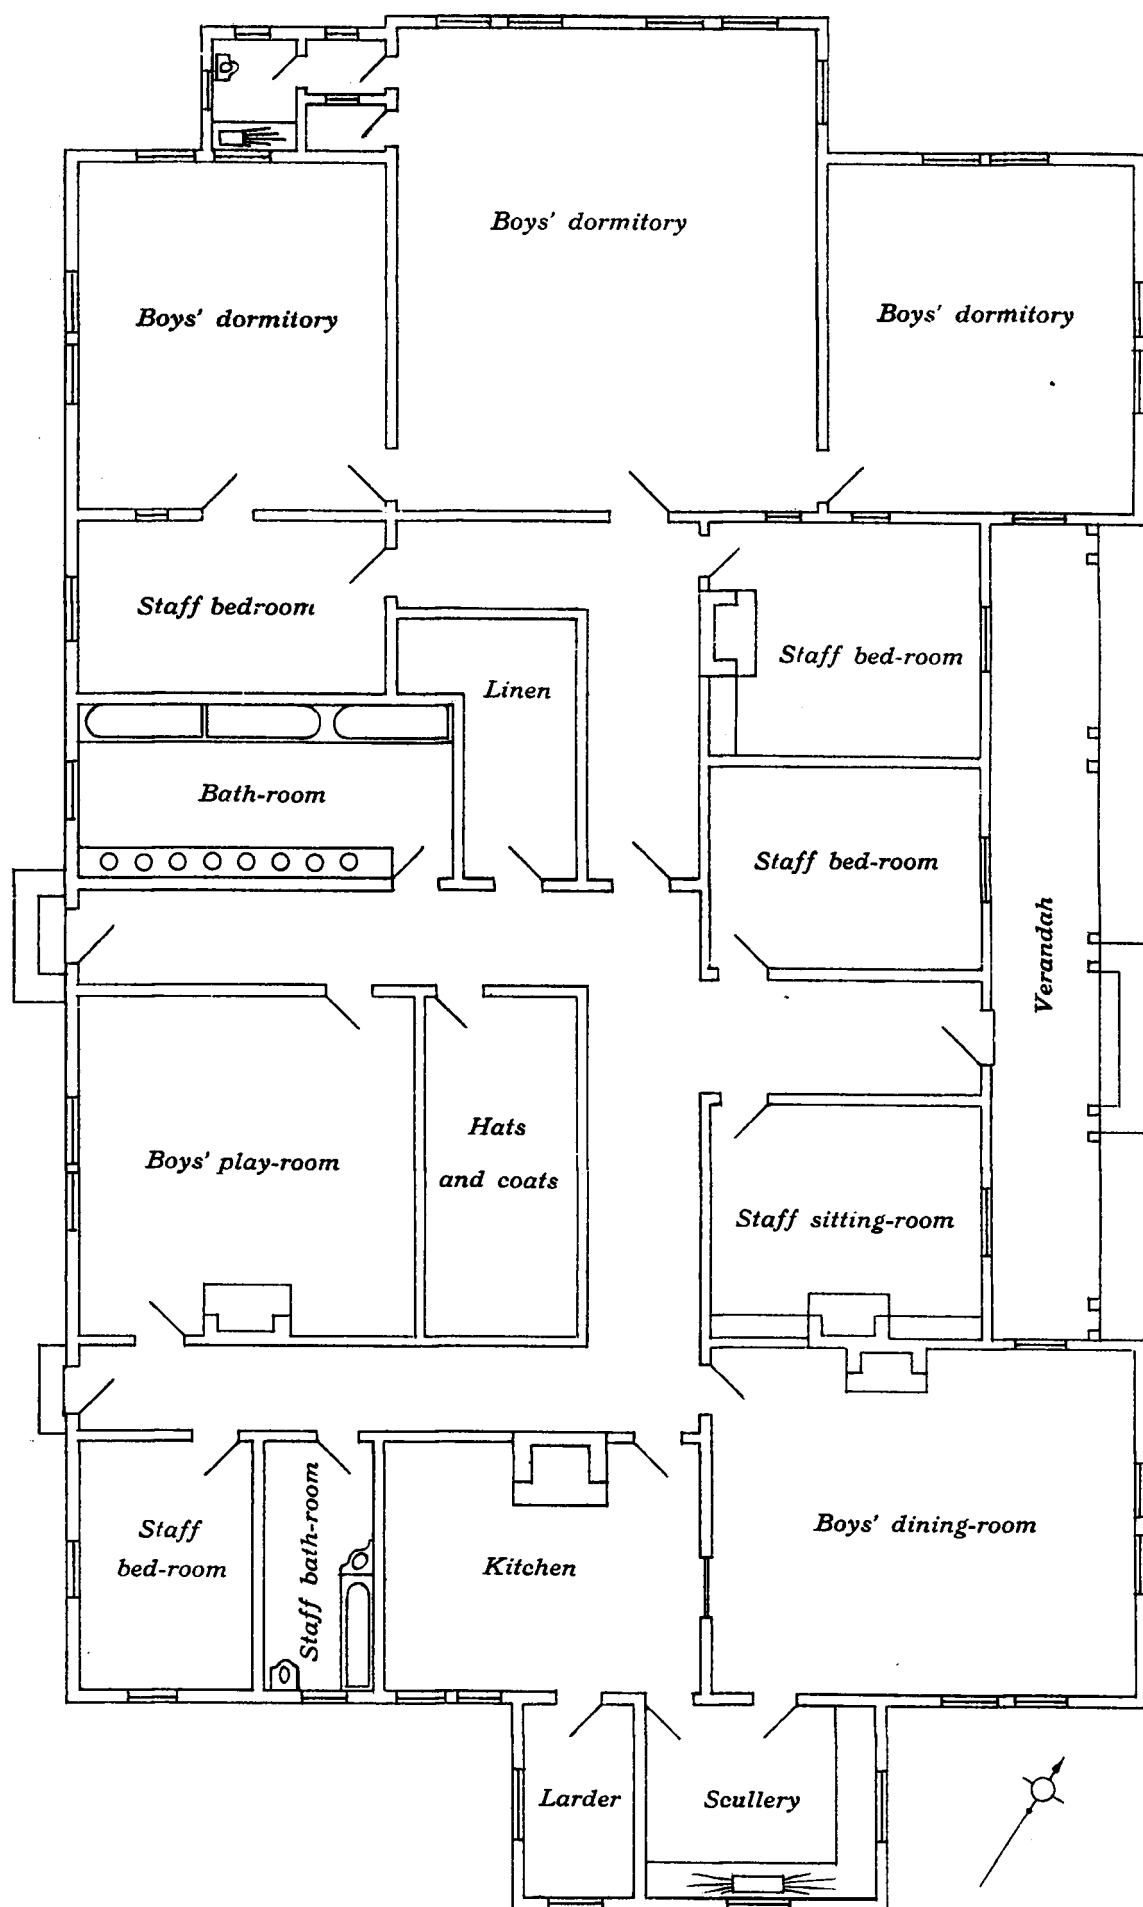 Boys' dormitory
Boys' dormitory
Boys' dormitory
Staff bedroom
Staff bed-room
Linen
Bath-room
Staff bed-room
Verandah
Hats
and coats
Boys' play-room
Staff sitting-room
Staff
bed-room
Staff bath-room
Kitchen
Boys' dining-room
Larder
Scullery